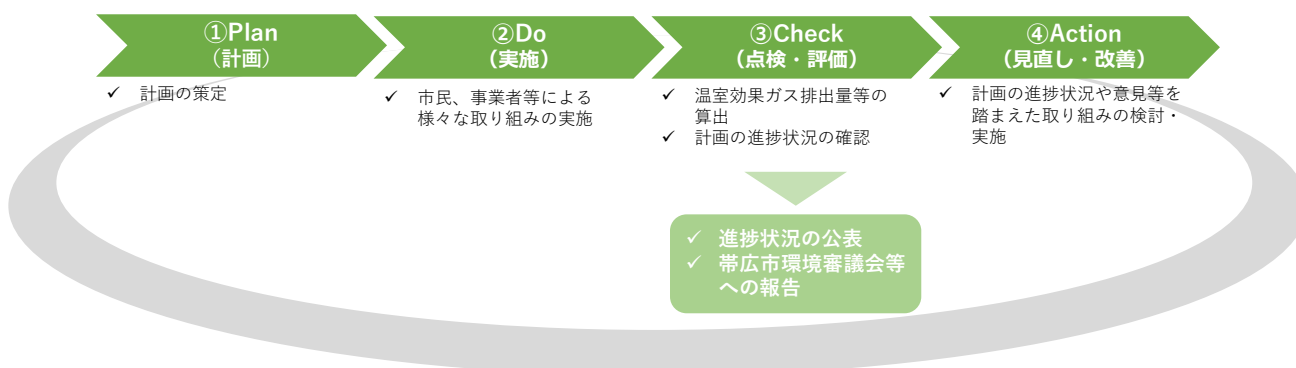 ①Plan
（計画）
✓ 計画の策定
②Do
（実施）
✓ 市民、事業者等による
様々な取り組みの実施
③Check
（点検・評価）
✓ 温室効果ガス排出量等の
算出
✓ 計画の進捗状況の確認
✓ 進捗状況の公表
✓ 帯広市環境審議会等
への報告
④Action
（見直し・改善）
✓ 計画の進捗状況や意見等を
踏まえた取り組みの検討・
実施